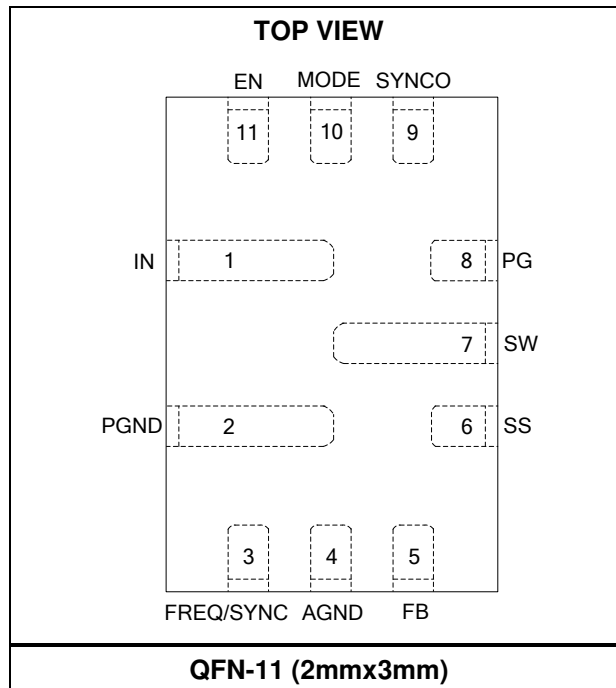 TOP VIEW
EN MODE SYNCO
11 10 9
IN 1 8 PG
7 SW
PGND 2 6 SS
3 4 5
FREQ/SYNC AGND FB
QFN-11 (2mmx3mm)